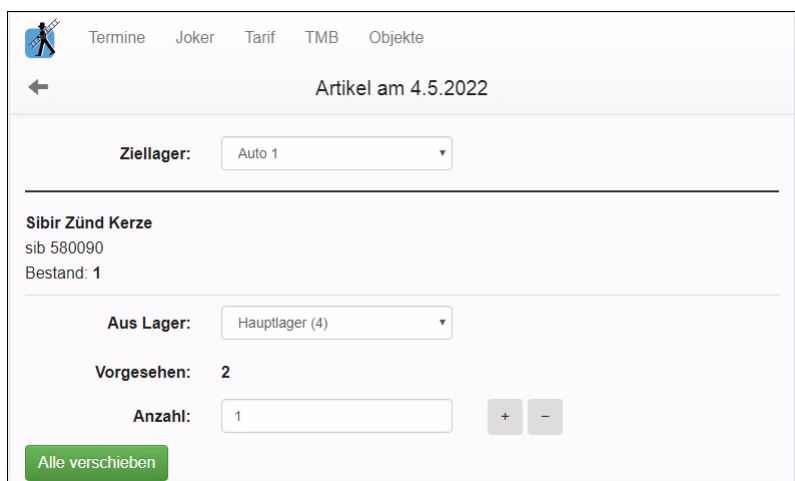 Termine Joker Tarif TMB Objekte
Artikel am 4.5.2022
Ziellager: Auto 1
Sibir Zünd Kerze
sib 580090
Bestand: 1
Aus Lager: Hauptlager (4)
Vorgesehen: 2
Anzahl: 1 + −
Alle verschieben